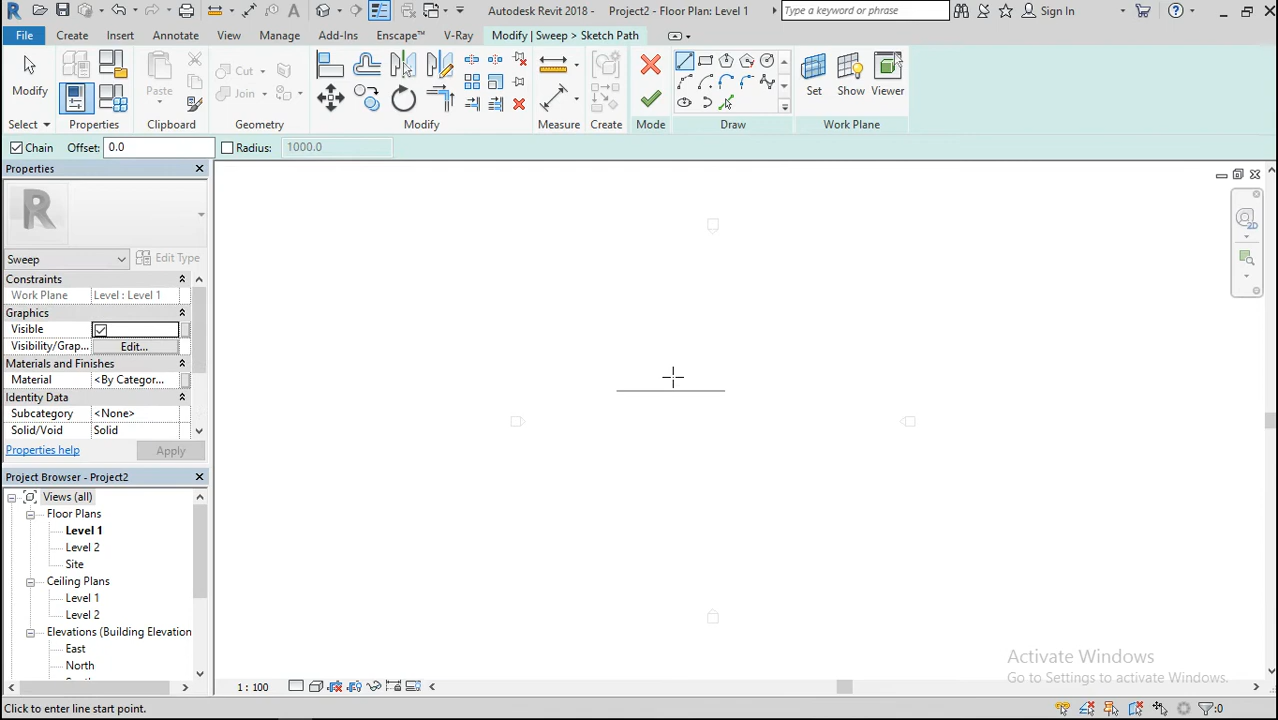 Autodesk Revit 2018 - Project2 - Floor Plan: Level 1
Type a keyword or phrase
Sign In
File
Create
Insert
Annotate
View
Manage
Add-Ins
Enscape™
V-Ray
Modify | Sweep > Sketch Path
Modify
Paste
Cut
Join
Set
Show
Viewer
Select
Properties
Clipboard
Geometry
Modify
Measure
Create
Mode
Draw
Work Plane
Chain
Offset:
0.0
Radius:
1000.0
Properties
R
Sweep
Edit Type
Constraints
Work Plane
Level : Level 1
Graphics
Visible
Visibility/Grap...
Edit...
Materials and Finishes
Material
<By Categor...
Identity Data
Subcategory
<None>
Solid/Void
Solid
Properties help
Apply
Project Browser - Project2
Views (all)
Floor Plans
Level 1
Level 2
Site
Ceiling Plans
Level 1
Level 2
Elevations (Building Elevation
East
North
2D
Activate Windows
Go to Settings to activate Windows.
1 : 100
Click to enter line start point.
:0